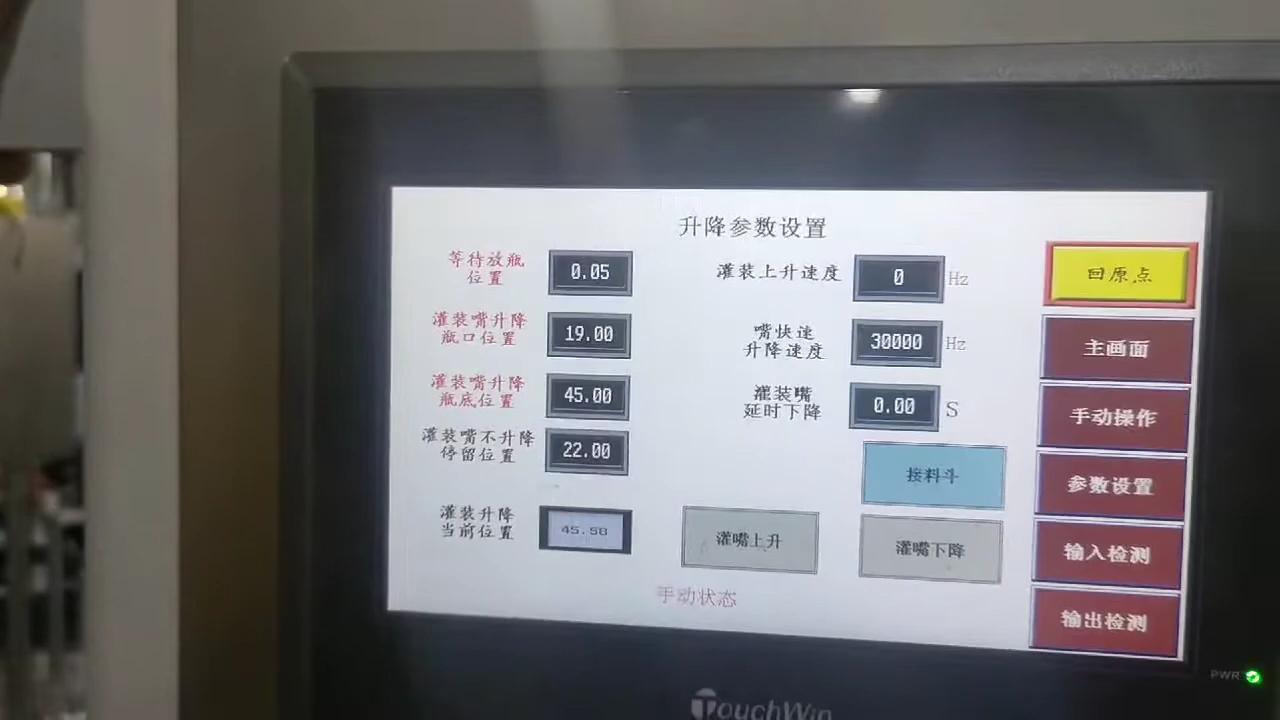 升降参数设置
等待放瓶
位置
0.05
灌装上升速度
0
Hz
回原点
灌装嘴升降
瓶口位置
19.00
嘴快速
升降速度
30000
Hz
主画面
灌装嘴升降
瓶底位置
45.00
灌装嘴
延时下降
0.00
S
手动操作
灌装嘴不升降
停留位置
22.00
接料斗
参数设置
灌装升降
当前位置
45.58
灌嘴上升
灌嘴下降
输入检测
手动状态
输出检测
PWR
TouchWin